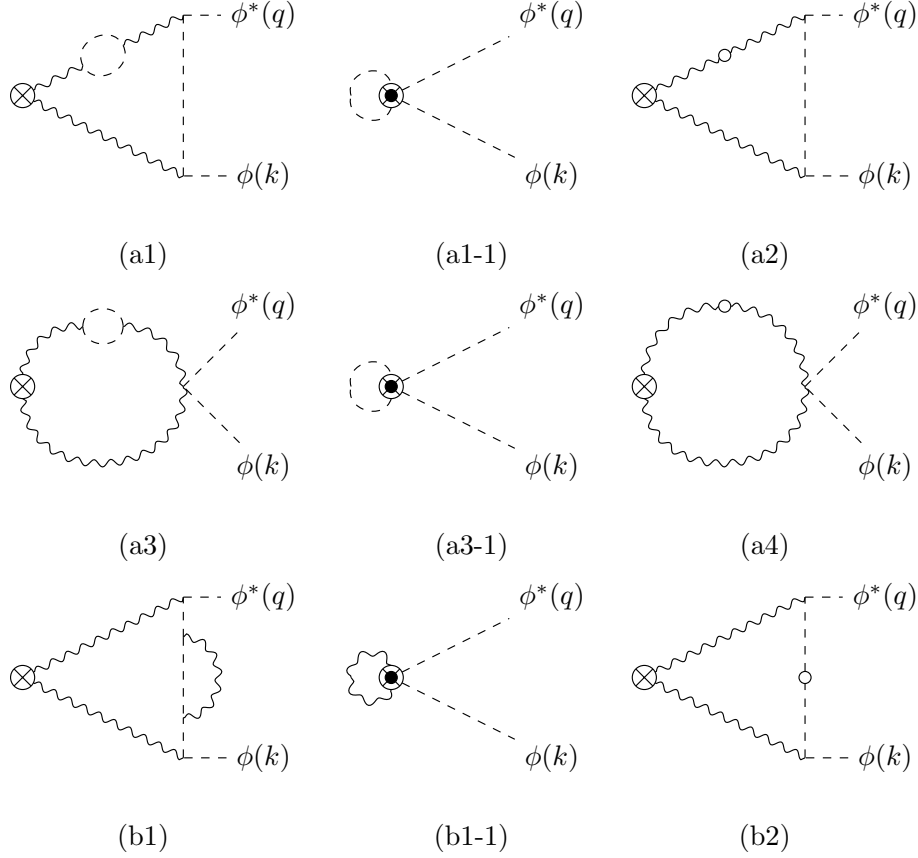 ϕ*(q) ϕ*(q) ϕ*(q)
ϕ(k) ϕ(k) ϕ(k)
(a1) (a1-1) (a2)
ϕ*(q) ϕ*(q) ϕ*(q)
ϕ(k) ϕ(k) ϕ(k)
(a3) (a3-1) (a4)
ϕ*(q) ϕ*(q) ϕ*(q)
ϕ(k) ϕ(k) ϕ(k)
(b1) (b1-1) (b2)